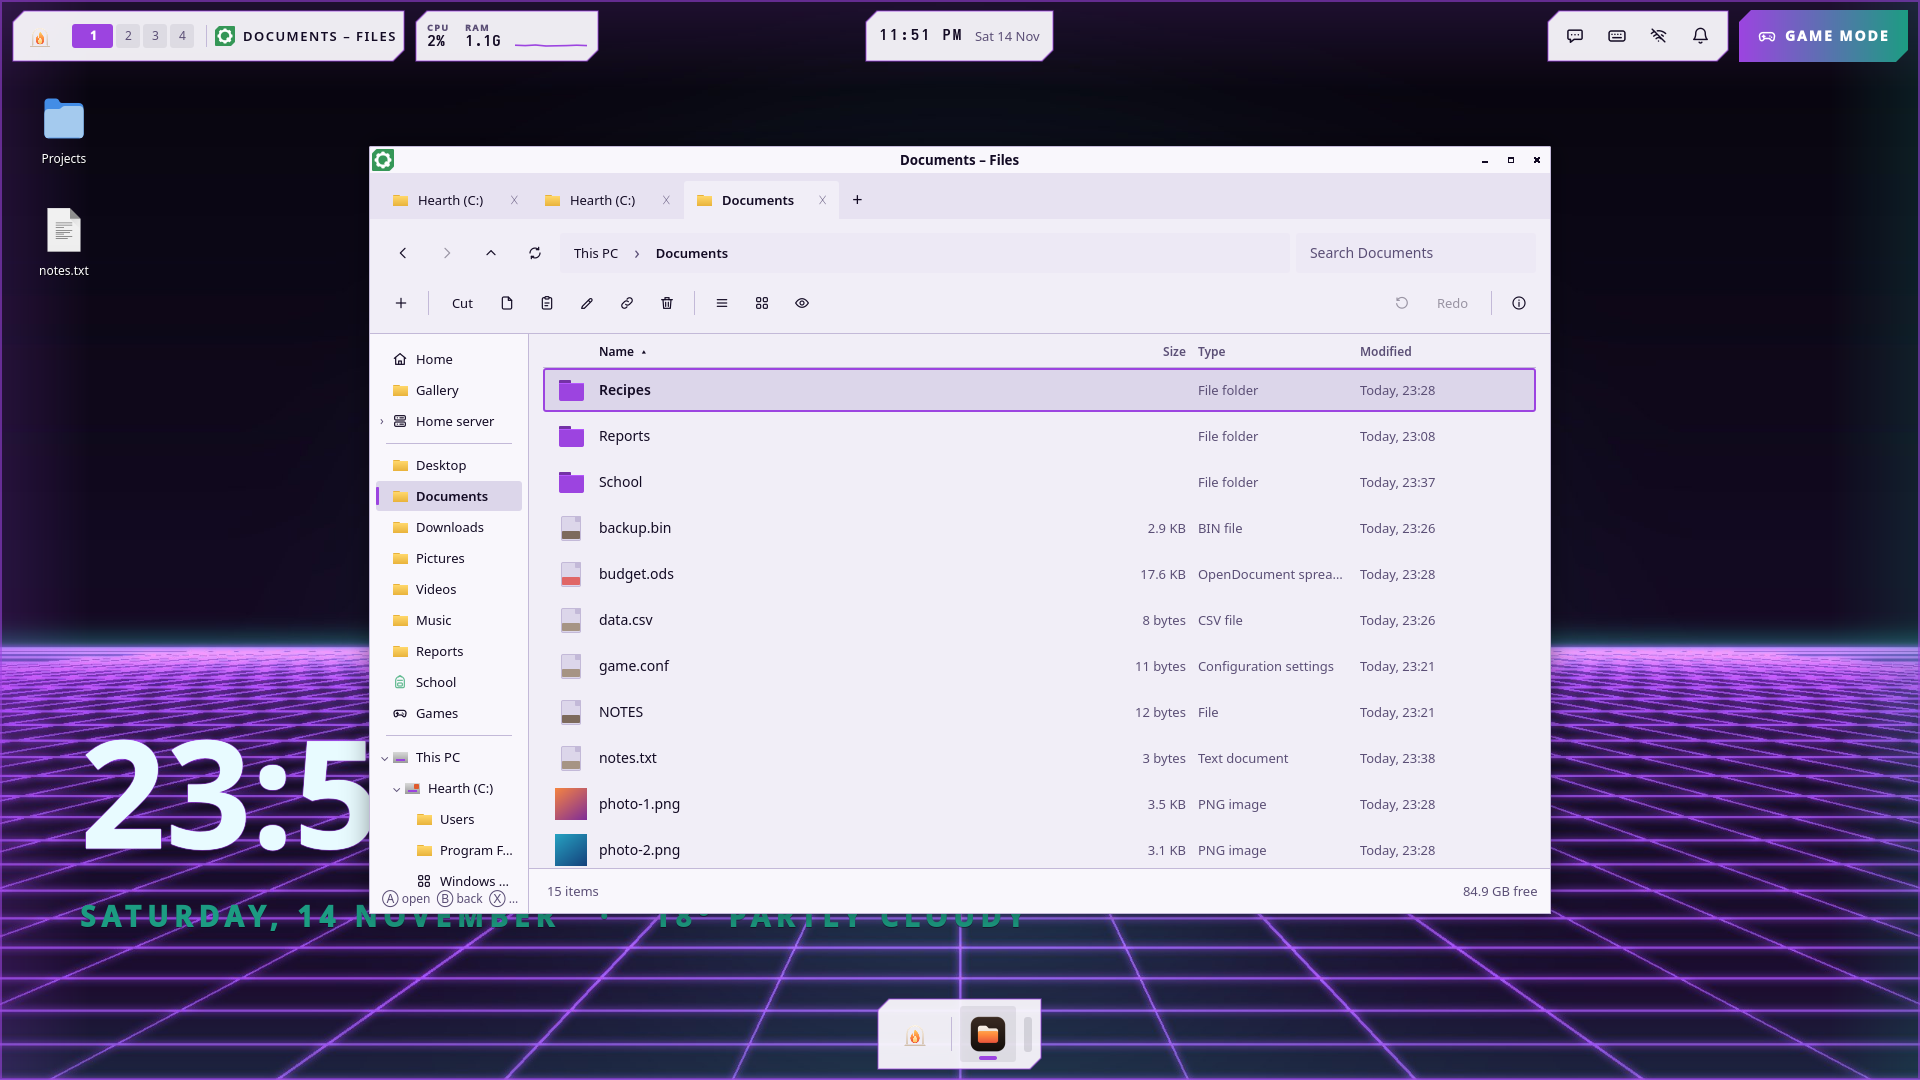 1 2 3 4 DOCUMENTS – FILES
CPU RAM
2% 1.1G
11:51 PM Sat 14 Nov
GAME MODE
Projects
notes.txt
Documents – Files
Hearth (C:) Hearth (C:) Documents
This PC Documents
Search Documents
Cut
Redo
Home
Gallery
Home server
Desktop
Documents
Downloads
Pictures
Videos
Music
Reports
School
Games
This PC
Hearth (C:)
Users
Program F...
Windows ...
A open B back X ...
Name Size Type Modified
Recipes File folder Today, 23:28
Reports File folder Today, 23:08
School File folder Today, 23:37
backup.bin 2.9 KB BIN file Today, 23:26
budget.ods 17.6 KB OpenDocument sprea... Today, 23:28
data.csv 8 bytes CSV file Today, 23:26
game.conf 11 bytes Configuration settings Today, 23:21
NOTES 12 bytes File Today, 23:21
notes.txt 3 bytes Text document Today, 23:38
photo-1.png 3.5 KB PNG image Today, 23:28
photo-2.png 3.1 KB PNG image Today, 23:28
15 items 84.9 GB free
23:5
SATURDAY, 14 NOVEMBER · 18° PARTLY CLOUDY